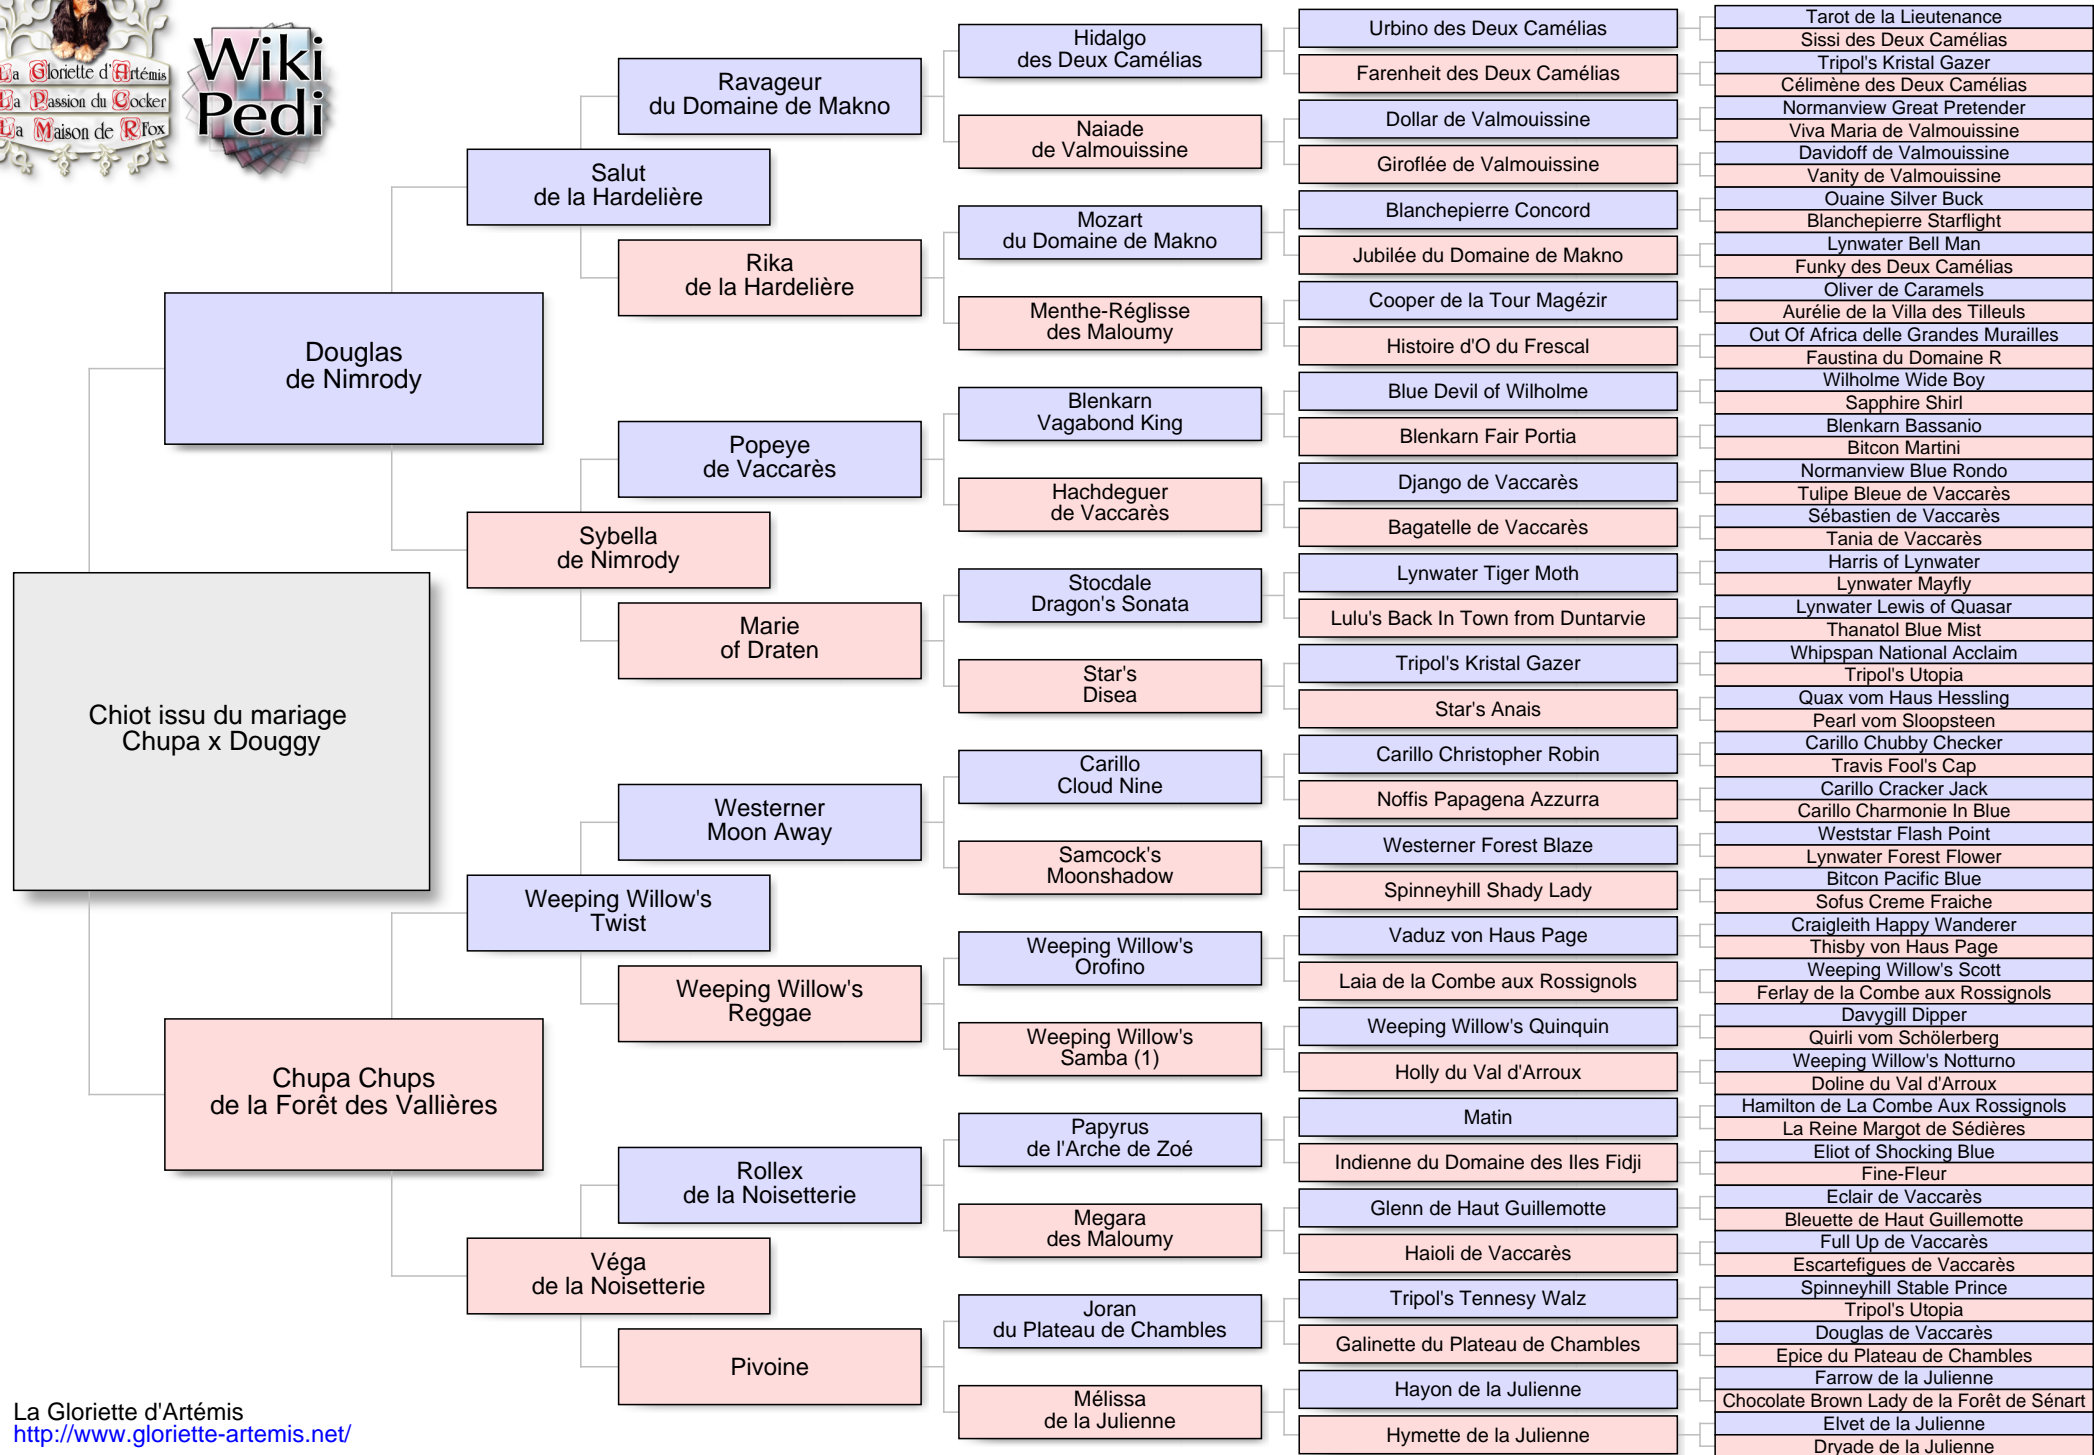 La Gloriette d'Artémis
La Passion du Cocker
La Maison de RFox
Wiki
Pedi
Chiot issu du mariage
Chupa x Douggy
Douglas
de Nimrody
Chupa Chups
de la Forêt des Vallières
Salut
de la Hardelière
Sybella
de Nimrody
Weeping Willow's
Twist
Véga
de la Noisetterie
Ravageur
du Domaine de Makno
Rika
de la Hardelière
Popeye
de Vaccarès
Marie
of Draten
Westerner
Moon Away
Weeping Willow's
Reggae
Rollex
de la Noisetterie
Pivoine
Hidalgo
des Deux Camélias
Naiade
de Valmouissine
Mozart
du Domaine de Makno
Menthe-Réglisse
des Maloumy
Blenkarn
Vagabond King
Hachdeguer
de Vaccarès
Stocdale
Dragon's Sonata
Star's
Disea
Carillo
Cloud Nine
Samcock's
Moonshadow
Weeping Willow's
Orofino
Weeping Willow's
Samba (1)
Papyrus
de l'Arche de Zoé
Megara
des Maloumy
Joran
du Plateau de Chambles
Mélissa
de la Julienne
Urbino des Deux Camélias
Farenheit des Deux Camélias
Dollar de Valmouissine
Giroflée de Valmouissine
Blanchepierre Concord
Jubilée du Domaine de Makno
Cooper de la Tour Magézir
Histoire d'O du Frescal
Blue Devil of Wilholme
Blenkarn Fair Portia
Django de Vaccarès
Bagatelle de Vaccarès
Lynwater Tiger Moth
Lulu's Back In Town from Duntarvie
Tripol's Kristal Gazer
Star's Anais
Carillo Christopher Robin
Noffis Papagena Azzurra
Westerner Forest Blaze
Spinneyhill Shady Lady
Vaduz von Haus Page
Laia de la Combe aux Rossignols
Weeping Willow's Quinquin
Holly du Val d'Arroux
Matin
Indienne du Domaine des Iles Fidji
Glenn de Haut Guillemotte
Haioli de Vaccarès
Tripol's Tennesy Walz
Galinette du Plateau de Chambles
Hayon de la Julienne
Hymette de la Julienne
Tarot de la Lieutenance
Sissi des Deux Camélias
Tripol's Kristal Gazer
Célimène des Deux Camélias
Normanview Great Pretender
Viva Maria de Valmouissine
Davidoff de Valmouissine
Vanity de Valmouissine
Ouaine Silver Buck
Blanchepierre Starflight
Lynwater Bell Man
Funky des Deux Camélias
Oliver de Caramels
Aurélie de la Villa des Tilleuls
Out Of Africa delle Grandes Murailles
Faustina du Domaine R
Wilholme Wide Boy
Sapphire Shirl
Blenkarn Bassanio
Bitcon Martini
Normanview Blue Rondo
Tulipe Bleue de Vaccarès
Sébastien de Vaccarès
Tania de Vaccarès
Harris of Lynwater
Lynwater Mayfly
Lynwater Lewis of Quasar
Thanatol Blue Mist
Whipspan National Acclaim
Tripol's Utopia
Quax vom Haus Hessling
Pearl vom Sloopsteen
Carillo Chubby Checker
Travis Fool's Cap
Carillo Cracker Jack
Carillo Charmonie In Blue
Weststar Flash Point
Lynwater Forest Flower
Bitcon Pacific Blue
Sofus Creme Fraiche
Craigleith Happy Wanderer
Thisby von Haus Page
Weeping Willow's Scott
Ferlay de la Combe aux Rossignols
Davygill Dipper
Quirli vom Schölerberg
Weeping Willow's Notturno
Doline du Val d'Arroux
Hamilton de La Combe Aux Rossignols
La Reine Margot de Sédières
Eliot of Shocking Blue
Fine-Fleur
Eclair de Vaccarès
Bleuette de Haut Guillemotte
Full Up de Vaccarès
Escartefigues de Vaccarès
Spinneyhill Stable Prince
Tripol's Utopia
Douglas de Vaccarès
Epice du Plateau de Chambles
Farrow de la Julienne
Chocolate Brown Lady de la Forêt de Sénart
Elvet de la Julienne
Dryade de la Julienne
La Gloriette d'Artémis
http://www.gloriette-artemis.net/